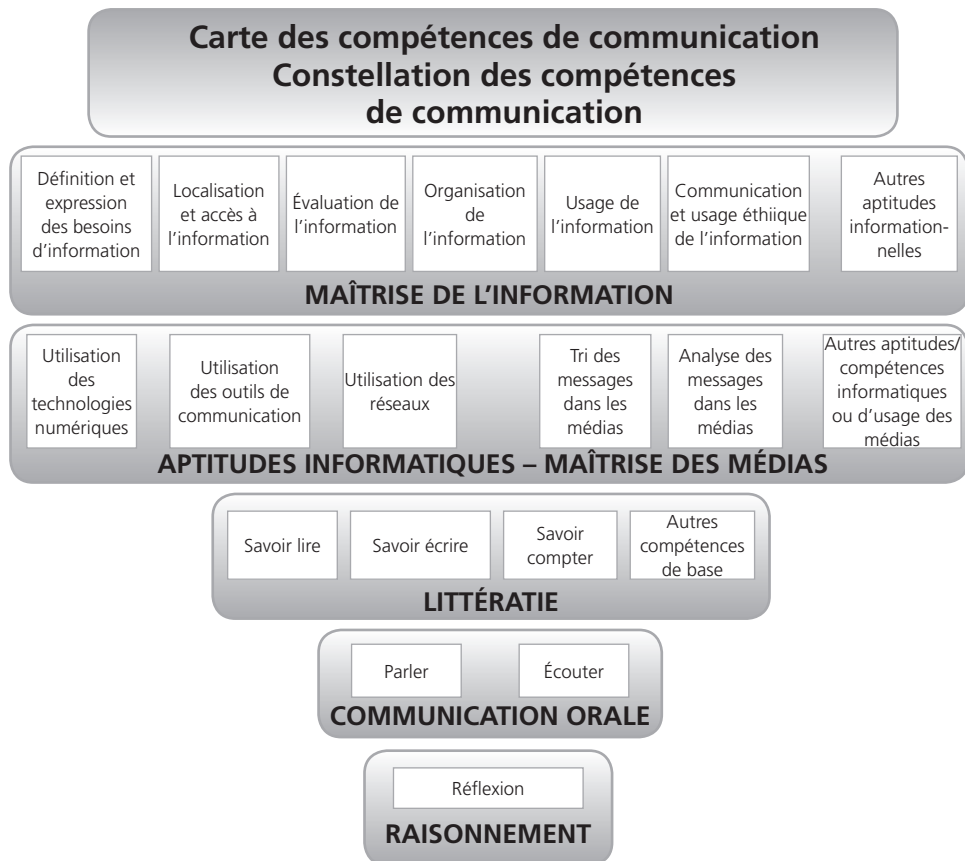 Carte des compétences de communication
Constellation des compétences
de communication
Définition et
expression
des besoins
d’information
Localisation
et accès à
l’information
Évaluation de
l’information
Organisation
de
l’information
Usage de
l’information
Communication
et usage éthiique
de l’information
Autres
aptitudes
information-
nelles
MAÎTRISE DE L’INFORMATION
Utilisation
des
technologies
numériques
Utilisation
des outils de
communication
Utilisation des
réseaux
Tri des
messages
dans les
médias
Analyse des
messages
dans les
médias
Autres aptitudes/
compétences
informatiques
ou d’usage des
médias
APTITUDES INFORMATIQUES – MAÎTRISE DES MÉDIAS
Savoir lire
Savoir écrire
Savoir
compter
Autres
compétences
de base
LITTÉRATIE
Parler
Écouter
COMMUNICATION ORALE
Réflexion
RAISONNEMENT